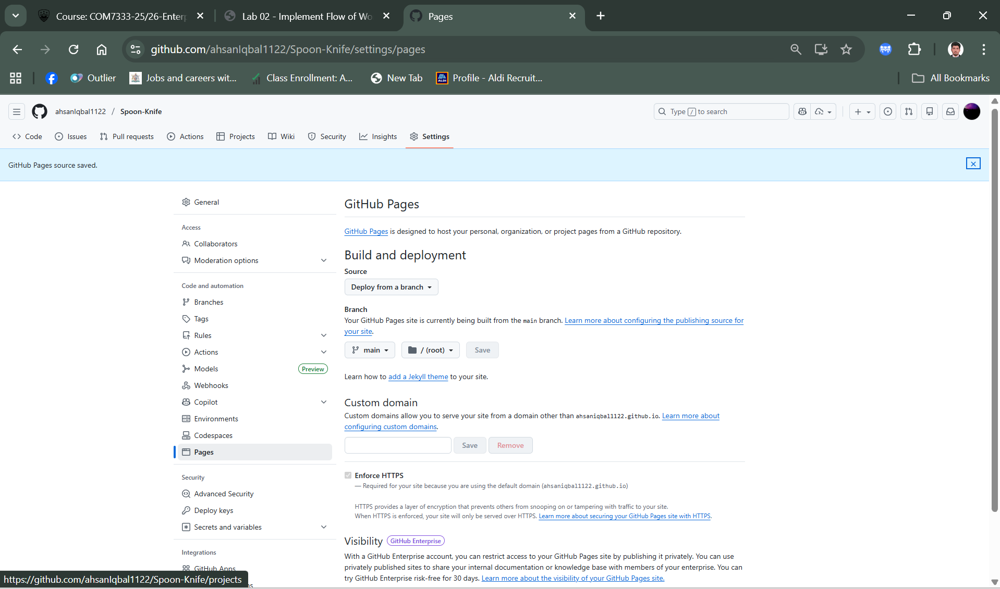 Course: COM7333-25/26-Enterp
Lab 02 - Implement Flow of Wo
Pages
github.com/ahsanIqbal1122/Spoon-Knife/settings/pages
Outlier
Jobs and careers wit...
Class Enrollment: A...
New Tab
ALDI
Profile - Aldi Recruit...
All Bookmarks
ahsanIqbal1122 / Spoon-Knife
Type / to search
Code
Issues
Pull requests
Actions
Projects
Wiki
Security
Insights
Settings
GitHub Pages source saved.
General
Access
Collaborators
Moderation options
Code and automation
Branches
Tags
Rules
Actions
Models
Preview
Webhooks
Copilot
Environments
Codespaces
Pages
Security
Advanced Security
Deploy keys
Secrets and variables
Integrations
GitHub Apps
GitHub Pages
GitHub Pages is designed to host your personal, organization, or project pages from a GitHub repository.
Build and deployment
Source
Deploy from a branch
Branch
Your GitHub Pages site is currently being built from the main branch. Learn more about configuring the publishing source for
your site.
main
/ (root)
Save
Learn how to add a Jekyll theme to your site.
Custom domain
Custom domains allow you to serve your site from a domain other than ahsaniqbal1122.github.io. Learn more about
configuring custom domains.
Save
Remove
Enforce HTTPS
— Required for your site because you are using the default domain (ahsaniqbal1122.github.io)
HTTPS provides a layer of encryption that prevents others from snooping on or tampering with traffic to your site.
When HTTPS is enforced, your site will only be served over HTTPS. Learn more about securing your GitHub Pages site with HTTPS.
Visibility
GitHub Enterprise
With a GitHub Enterprise account, you can restrict access to your GitHub Pages site by publishing it privately. You can use
privately published sites to share your internal documentation or knowledge base with members of your enterprise. You can
try GitHub Enterprise risk-free for 30 days. Learn more about the visibility of your GitHub Pages site.
https://github.com/ahsanIqbal1122/Spoon-Knife/projects